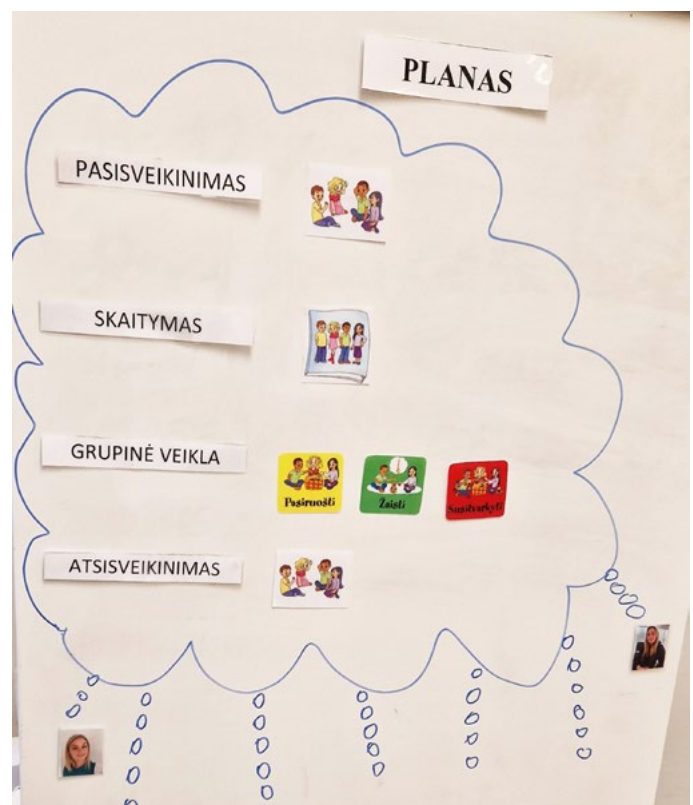 PLANAS
PASISVEIKINIMAS
SKAITYMAS
GRUPINĖ VEIKLA
Pasiruošti
Žaisti
Susitvarkyti
ATSISVEIKINIMAS